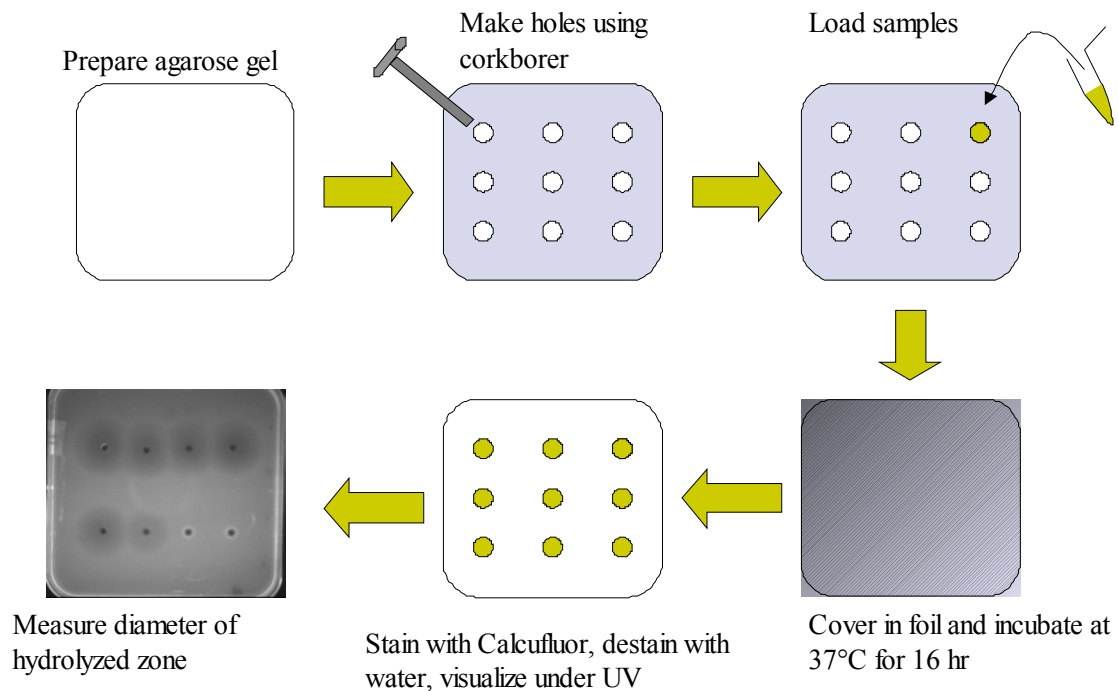 Prepare agarose gel
Make holes using
corkborer
Load samples
Measure diameter of
hydrolyzed zone
Stain with Calcufluor, destain with
water, visualize under UV
Cover in foil and incubate at
37°C for 16 hr